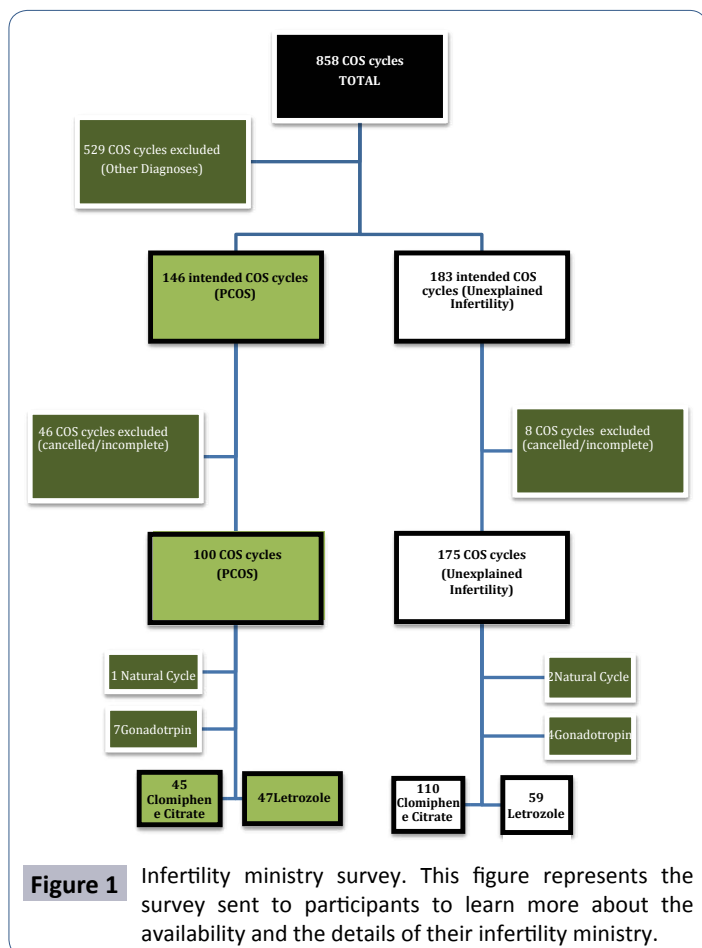 858 COS cycles
TOTAL
529 COS cycles excluded
(Other Diagnoses)
146 intended COS cycles
(PCOS)
183 intended COS
cycles (Unexplained
Infertility)
46 COS cycles excluded
(cancelled/incomplete)
8 COS cycles excluded
(cancelled/incomplete)
100 COS cycles
(PCOS)
175 COS cycles
(Unexplained
Infertility)
1 Natural Cycle
2Natural Cycle
7Gonadotrpin
4Gonadotropin
45
Clomiphen
e Citrate
47Letrozole
110
Clomiphen
e Citrate
59
Letrozole
Figure 1
Infertility ministry survey. This figure represents the
survey sent to participants to learn more about the
availability and the details of their infertility ministry.